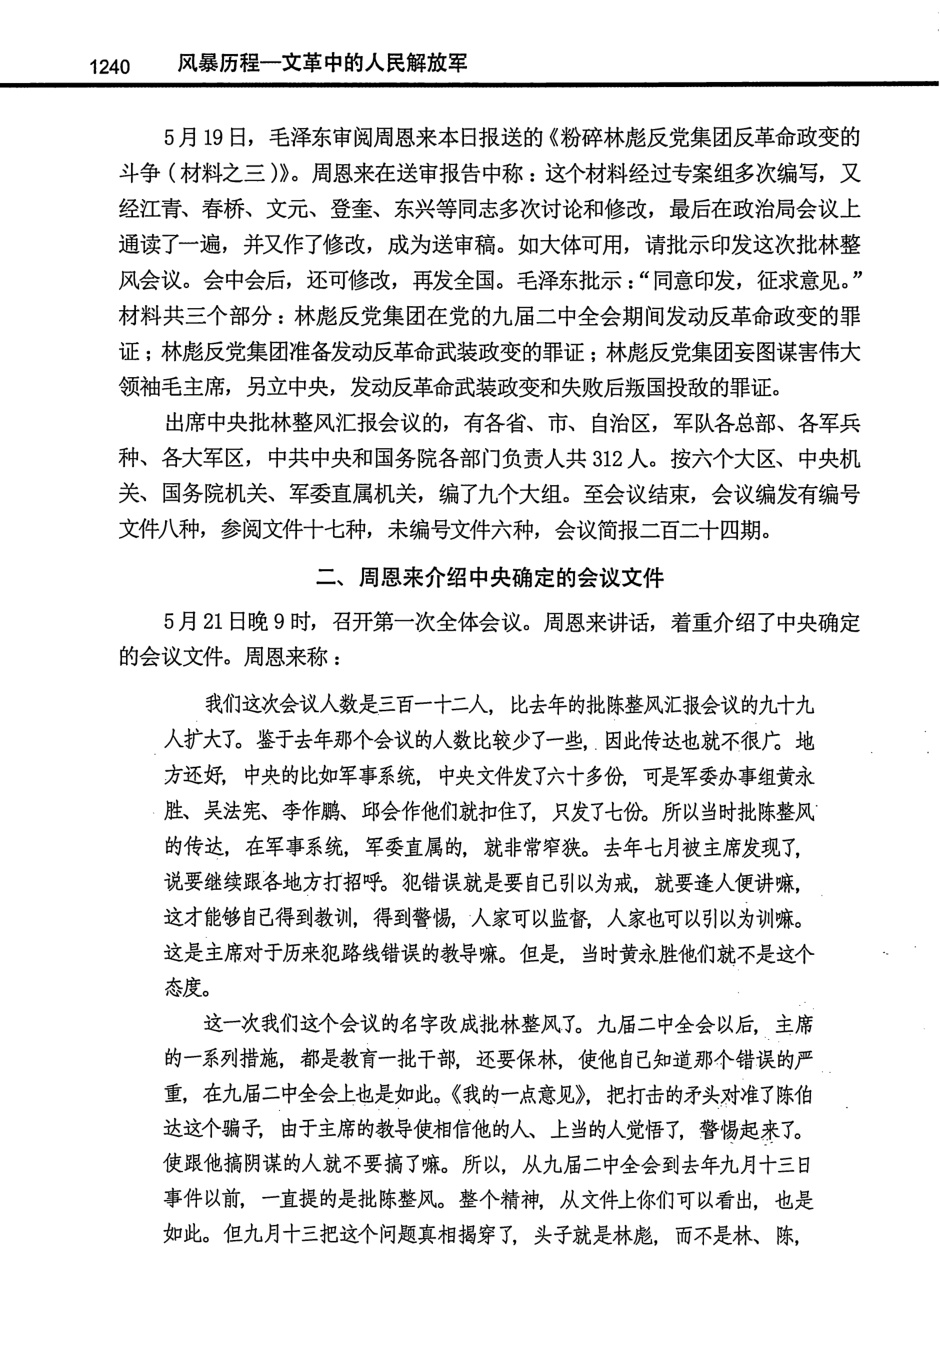 1240 风暴历程—文革中的人民解放军
5月19日，毛泽东审阅周恩来本日报送的《粉碎林彪反党集团反革命政变的
斗争（材料之三）》。周恩来在送审报告中称：这个材料经过专案组多次编写，又
经江青、春桥、文元、登奎、东兴等同志多次讨论和修改，最后在政治局会议上
通读了一遍，并又作了修改，成为送审稿。如大体可用，请批示印发这次批林整
风会议。会中会后，还可修改，再发全国。毛泽东批示：“同意印发，征求意见。”
材料共三个部分：林彪反党集团在党的九届二中全会期间发动反革命政变的罪
证；林彪反党集团准备发动反革命武装政变的罪证；林彪反党集团妄图谋害伟大
领袖毛主席，另立中央，发动反革命武装政变和失败后叛国投敌的罪证。
出席中央批林整风汇报会议的，有各省、市、自治区，军队各总部、各军兵
种、各大军区，中共中央和国务院各部门负责人共312人。按六个大区、中央机
关、国务院机关、军委直属机关，编了九个大组。至会议结束，会议编发有编号
文件八种，参阅文件十七种，未编号文件六种，会议简报二百二十四期。
二、周恩来介绍中央确定的会议文件
5月21日晚9时，召开第一次全体会议。周恩来讲话，着重介绍了中央确定
的会议文件。周恩来称：
我们这次会议人数是三百一十二人，比去年的批陈整风汇报会议的九十九
人扩大了。鉴于去年那个会议的人数比较少了一些，因此传达也就不很广。地
方还好，中央的比如军事系统，中央文件发了六十多份，可是军委办事组黄永
胜、吴法宪、李作鹏、邱会作他们就扣住了，只发了七份。所以当时批陈整风
的传达，在军事系统，军委直属的，就非常窄狭。去年七月被主席发现了，
说要继续跟各地方打招呼。犯错误就是要自己引以为戒，就要逢人便讲嘛，
这才能够自己得到教训，得到警惕，人家可以监督，人家也可以引以为训嘛。
这是主席对于历来犯路线错误的教导嘛。但是，当时黄永胜他们就不是这个
态度。
这一次我们这个会议的名字改成批林整风了。九届二中全会以后，主席
的一系列措施，都是教育一批干部，还要保林，使他自己知道那个错误的严
重，在九届二中全会上也是如此。《我的一点意见》，把打击的矛头对准了陈伯
达这个骗子，由于主席的教导使相信他的人、上当的人觉悟了，警惕起来了。
使跟他搞阴谋的人就不要搞了嘛。所以，从九届二中全会到去年九月十三日
事件以前，一直提的是批陈整风。整个精神，从文件上你们可以看出，也是
如此。但九月十三把这个问题真相揭穿了，头子就是林彪，而不是林、陈，